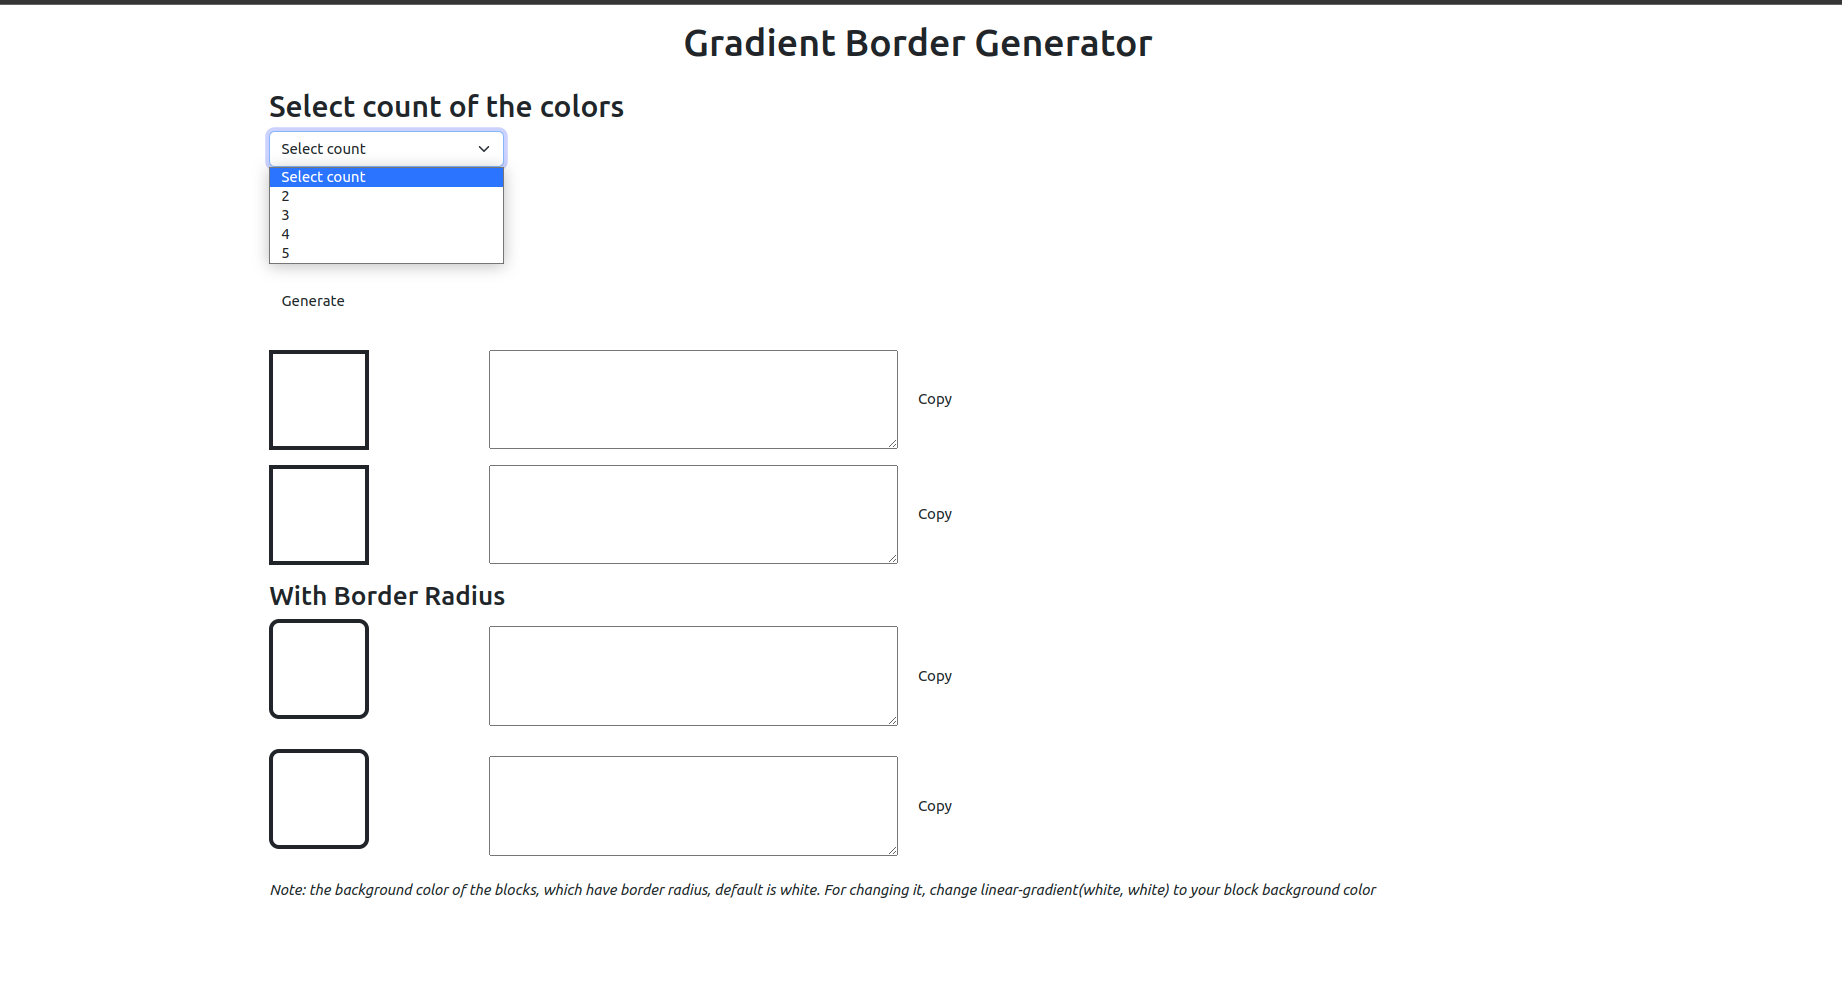 Gradient Border Generator
Select count of the colors
Select count
Select count
2
3
4
5
Generate
Copy
Copy
With Border Radius
Copy
Copy
Note: the background color of the blocks, which have border radius, default is white. For changing it, change linear-gradient(white, white) to your block background color